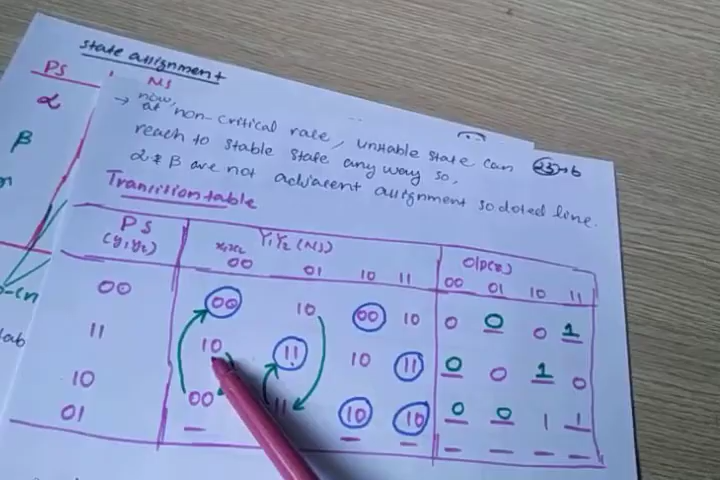 State assignment
PS NS
α
β
→ now, at non-critical rate, unstable state can 25→b
reach to stable state any way so,
α & β are not adjacent assignment so doted line.
Transition table
PS Y1Y2(NS) O/P(z)
(y1y2) x1x2
00 01 10 11 00 01 10 11
00 00 10 00 10 0 0 0 1
11 10 11 10 11 0 0 1 0
10 00 11 10 10 0 0 1 1
01 — — — — — — —